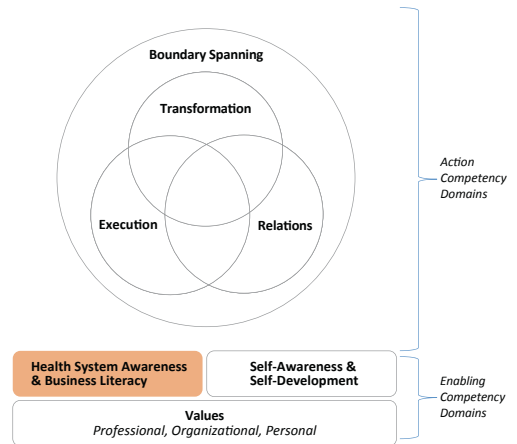 Boundary Spanning
Transformation
Execution
Relations
Action
Competency
Domains
Health System Awareness
& Business Literacy
Self-Awareness &
Self-Development
Enabling
Competency
Domains
Values
Professional, Organizational, Personal